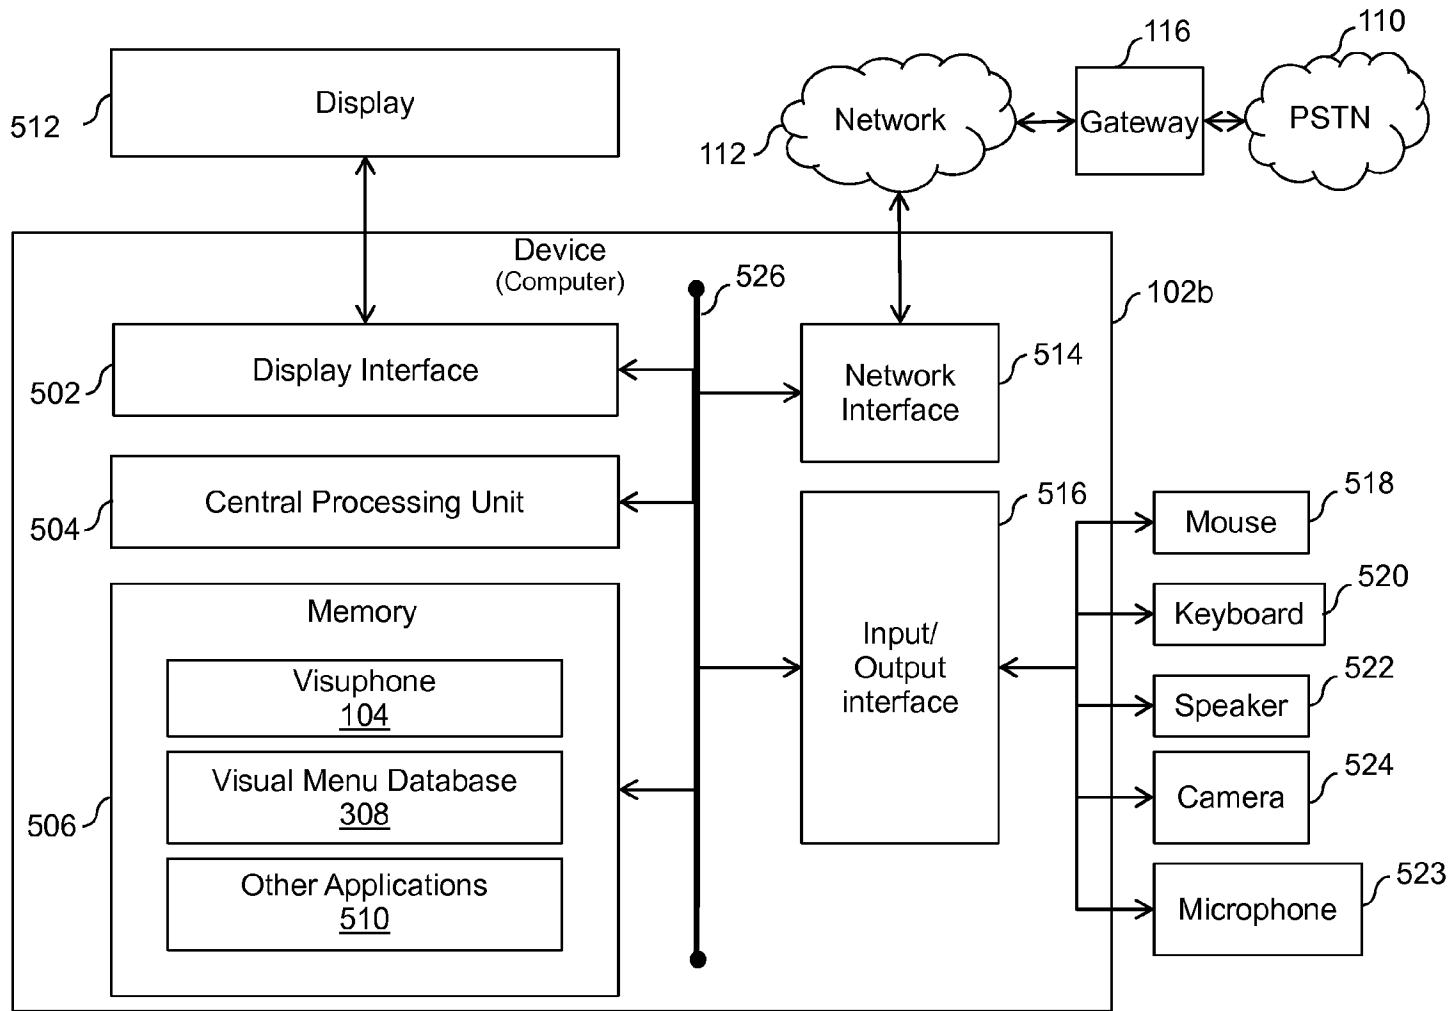 116
110
512
Display
Network
Gateway
PSTN
112
Device
(Computer)
526
102b
502
Display Interface
Network
Interface
514
504
Central Processing Unit
516
Mouse
518
Memory
Input/
Output
interface
Keyboard
520
Visuphone
104
Speaker
522
506
Visual Menu Database
308
Camera
524
Other Applications
510
Microphone
523